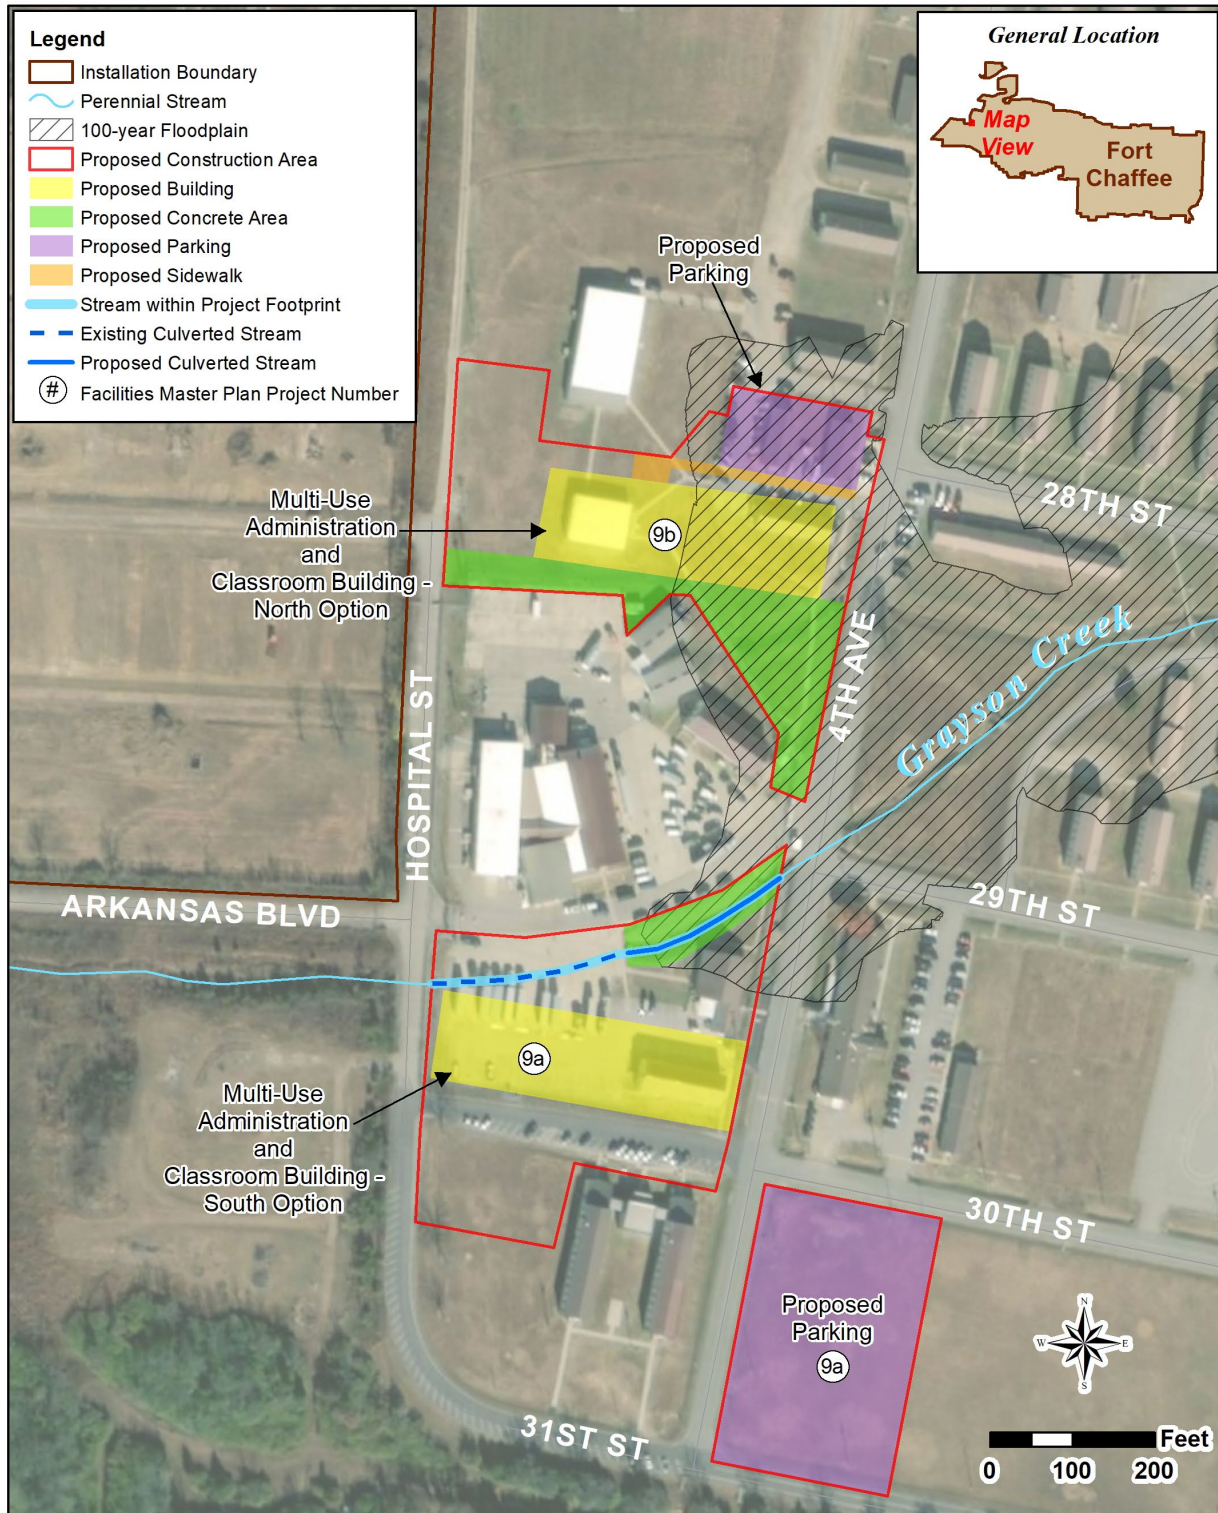 Legend
Installation Boundary
Perennial Stream
100-year Floodplain
Proposed Construction Area
Proposed Building
Proposed Concrete Area
Proposed Parking
Proposed Sidewalk
Stream within Project Footprint
Existing Culverted Stream
Proposed Culverted Stream
# Facilities Master Plan Project Number
General Location
Map
View
Fort
Chaffee
Proposed
Parking
28TH ST
Multi-Use
Administration
and
Classroom Building -
North Option
9b
4TH AVE
Grayson Creek
HOSPITAL ST
ARKANSAS BLVD
29TH ST
9a
Multi-Use
Administration
and
Classroom Building -
South Option
30TH ST
Proposed
Parking
9a
31ST ST
N
W E
S
Feet
0 100 200